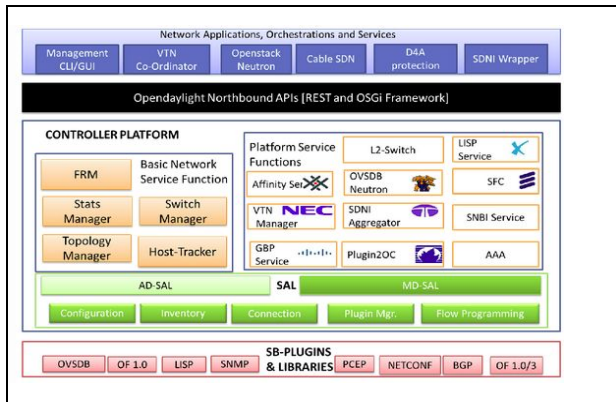 Network Applications, Orchestrations and Services
Management
CLI/GUI
VTN
Co-Ordinator
Openstack
Neutron
Cable SDN
D4A
protection
SDNI Wrapper
Opendaylight Northbound APIs [REST and OSGi Framework]
CONTROLLER PLATFORM
Basic Network
Service Function
FRM
Stats
Manager
Switch
Manager
Topology
Manager
Host-Tracker
Platform Service
Functions
L2-Switch
LISP
Service
Affinity Ser
OVSDB
Neutron
SFC
VTN
Manager
NEC
SDNI
Aggregator
SNBI Service
GBP
Service
Plugin2OC
AAA
AD-SAL
SAL
MD-SAL
Configuration
Inventory
Connection
Plugin Mgr.
Flow Programming
SB-PLUGINS
& LIBRARIES
OVSDB
OF 1.0
LISP
SNMP
PCEP
NETCONF
BGP
OF 1.0/3